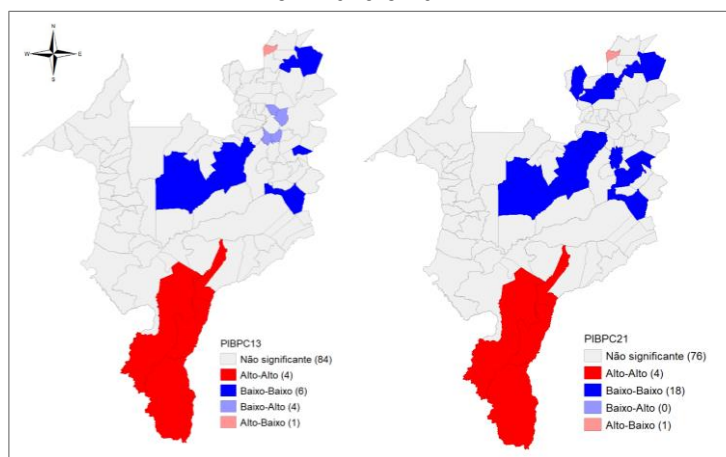 N
W E
S
PIBPC13
Não significante (84)
Alto-Alto (4)
Baixo-Baixo (6)
Baixo-Alto (4)
Alto-Baixo (1)
PIBPC21
Não significante (76)
Alto-Alto (4)
Baixo-Baixo (18)
Baixo-Alto (0)
Alto-Baixo (1)